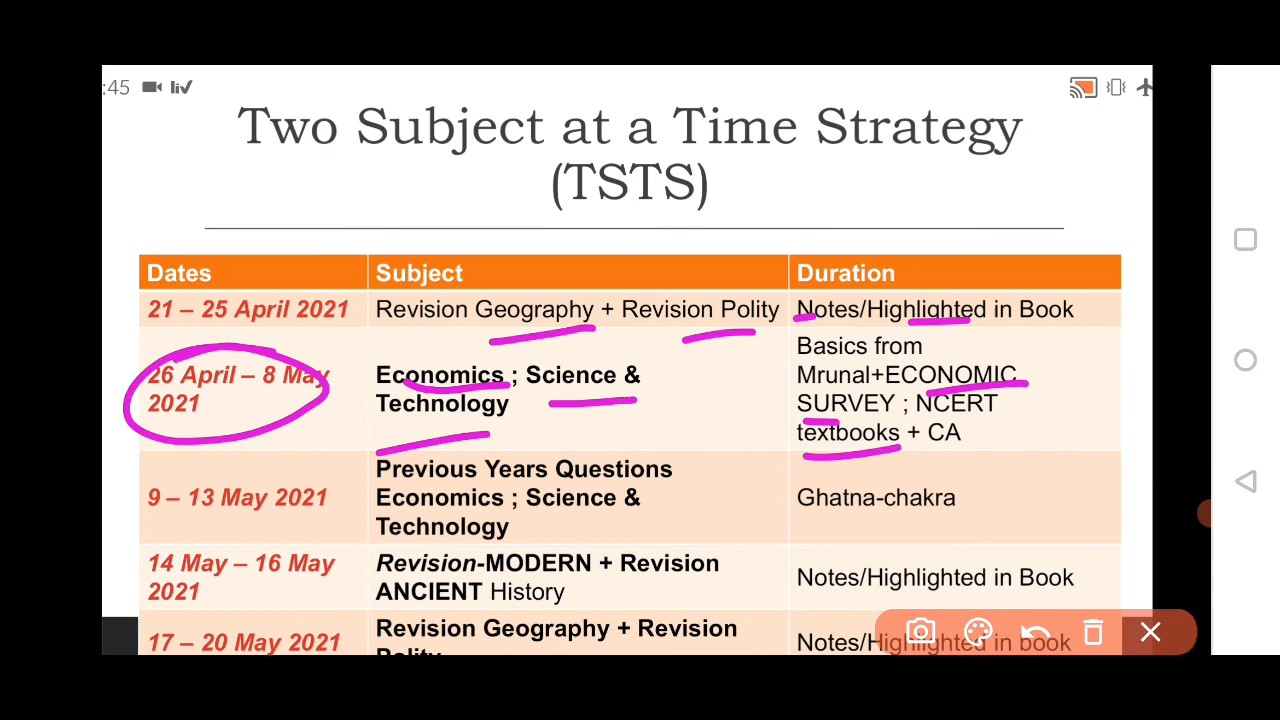 :45 liv
Two Subject at a Time Strategy
(TSTS)
Dates Subject Duration
21 – 25 April 2021 Revision Geography + Revision Polity Notes/Highlighted in Book
26 April – 8 May
2021
Economics ; Science &
Technology
Basics from
Mrunal+ECONOMIC
SURVEY ; NCERT
textbooks + CA
9 – 13 May 2021
Previous Years Questions
Economics ; Science &
Technology
Ghatna-chakra
14 May – 16 May
2021
Revision-MODERN + Revision
ANCIENT History
Notes/Highlighted in Book
17 – 20 May 2021
Revision Geography + Revision
Polity
Notes/Highlighted in book